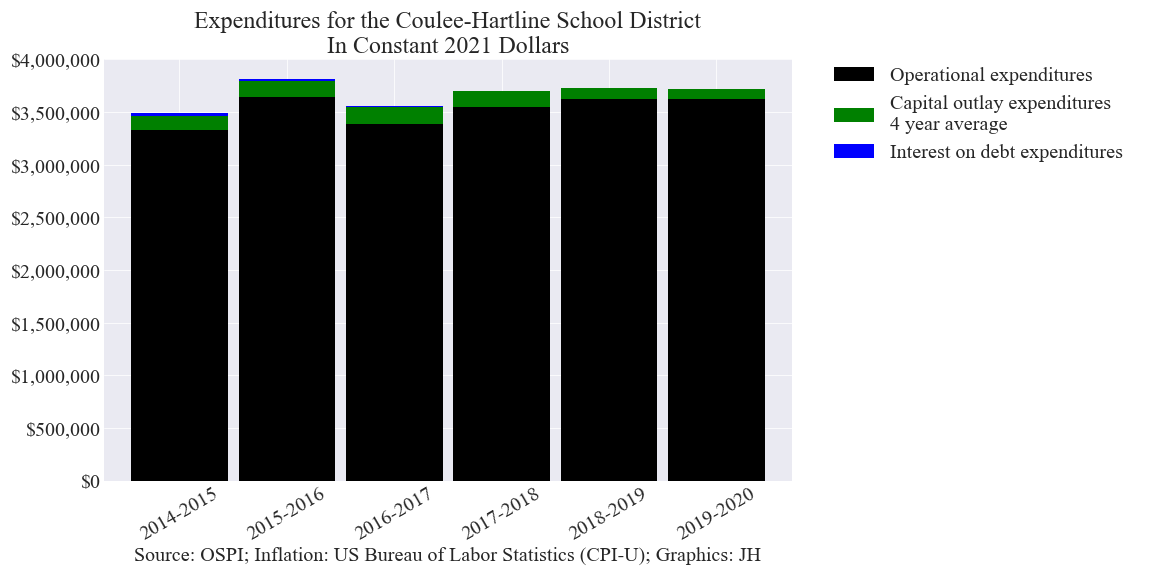 Expenditures for the Coulee-Hartline School District
In Constant 2021 Dollars
$4,000,000
$3,500,000
$3,000,000
$2,500,000
$2,000,000
$1,500,000
$1,000,000
$500,000
$0
Operational expenditures
Capital outlay expenditures
4 year average
Interest on debt expenditures
2014-2015
2015-2016
2016-2017
2017-2018
2018-2019
2019-2020
Source: OSPI; Inflation: US Bureau of Labor Statistics (CPI-U); Graphics: JH